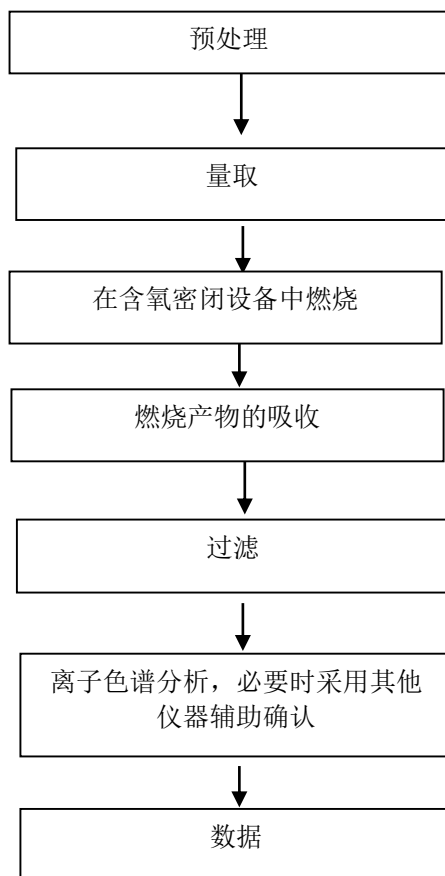 预处理
量取
在含氧密闭设备中燃烧
燃烧产物的吸收
过滤
离子色谱分析，必要时采用其他
仪器辅助确认
数据